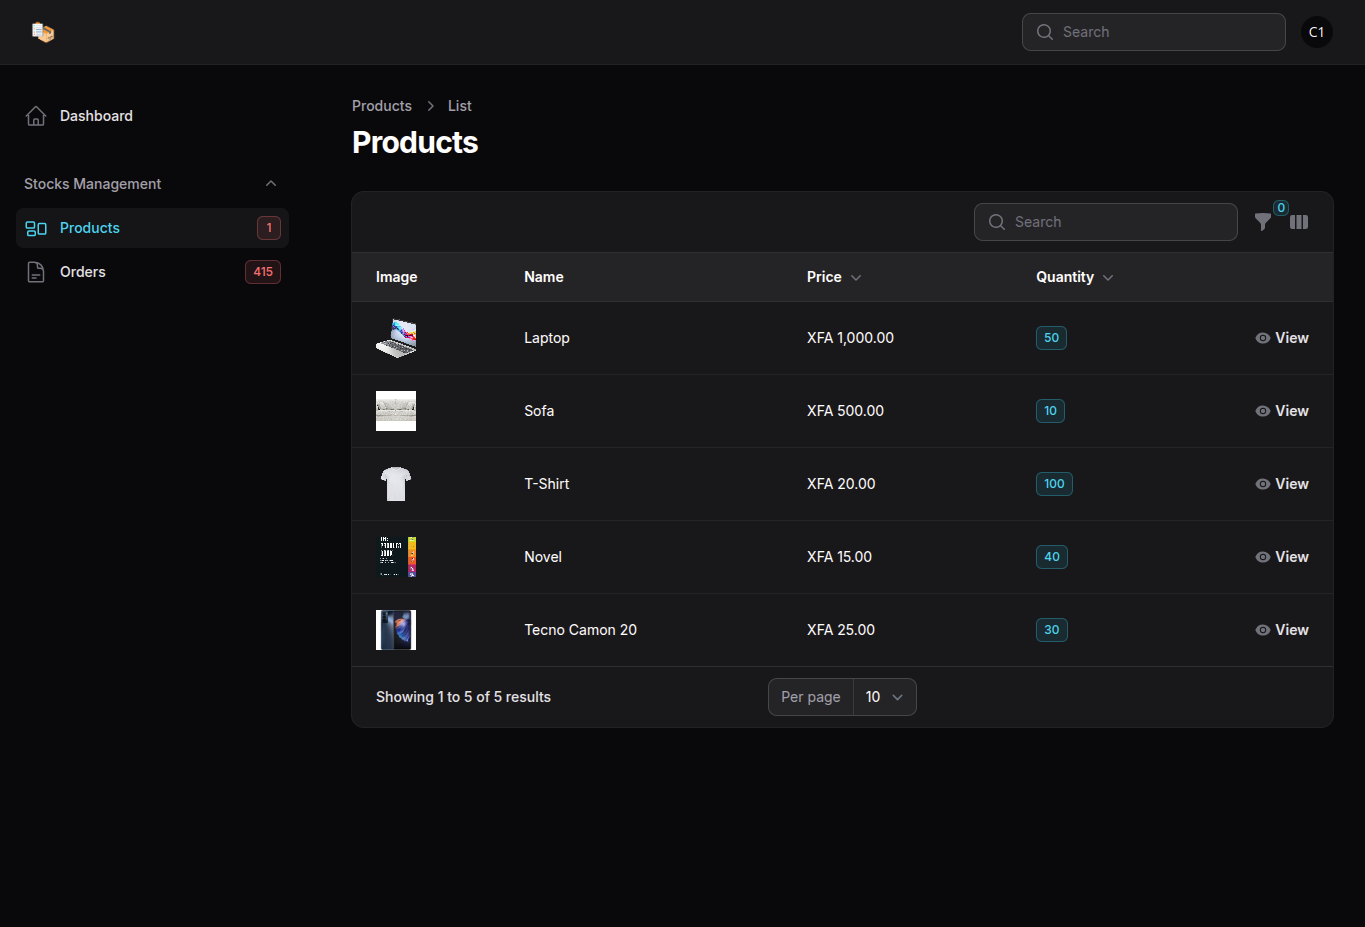 Search
C1
Dashboard
Stocks Management
Products 1
Orders 415
Products > List
Products
Search
0
Image Name Price Quantity
Laptop XFA 1,000.00 50 View
Sofa XFA 500.00 10 View
T-Shirt XFA 20.00 100 View
Novel XFA 15.00 40 View
Tecno Camon 20 XFA 25.00 30 View
Showing 1 to 5 of 5 results Per page 10